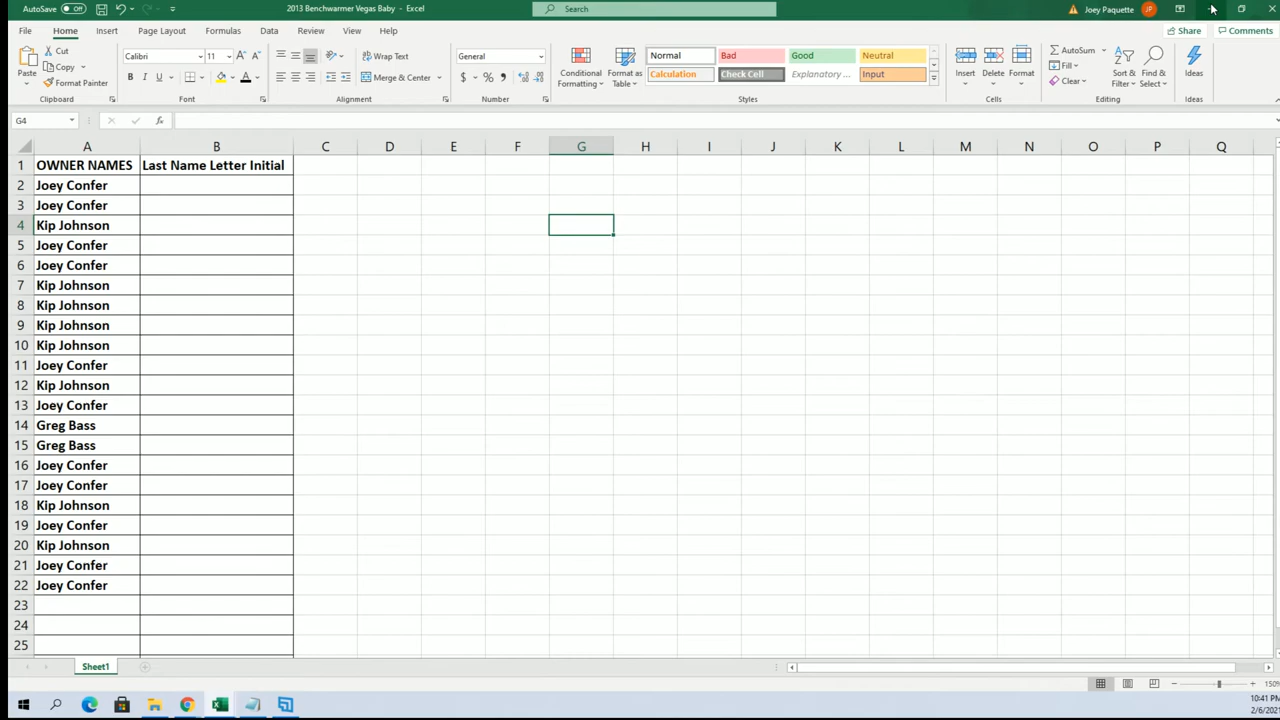 AutoSave Off 2013 Benchwarmer Vegas Baby - Excel Search Joey Paquette JP
File Home Insert Page Layout Formulas Data Review View Help Share Comments
Paste Cut Copy Format Painter Clipboard
Calibri 11 A A B I U A Font
Wrap Text Merge & Center Alignment
General $ % Number
Conditional Formatting Format as Table
Normal Bad Good Neutral
Calculation Check Cell Explanatory ... Input
Styles
Insert Delete Format Cells
AutoSum Fill Clear Sort & Filter Find & Select Editing
Ideas Ideas
G4 fx
A B C D E F G H I J K L M N O P Q
1 OWNER NAMES Last Name Letter Initial
2 Joey Confer
3 Joey Confer
4 Kip Johnson
5 Joey Confer
6 Joey Confer
7 Kip Johnson
8 Kip Johnson
9 Kip Johnson
10 Kip Johnson
11 Joey Confer
12 Kip Johnson
13 Joey Confer
14 Greg Bass
15 Greg Bass
16 Joey Confer
17 Joey Confer
18 Kip Johnson
19 Joey Confer
20 Kip Johnson
21 Joey Confer
22 Joey Confer
23
24
25
Sheet1
150%
10:41 PM
2/6/2021